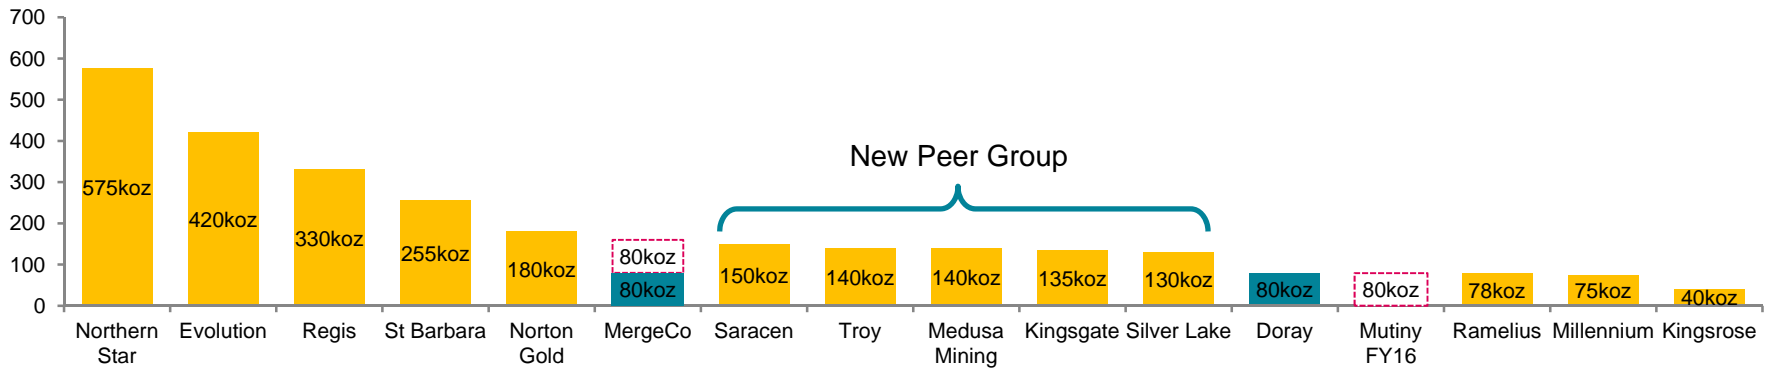 700
600
500
400
300
200
100
0
New Peer Group
575koz
420koz
330koz
255koz
180koz
80koz
80koz
150koz
140koz
140koz
135koz
130koz
80koz
80koz
78koz
75koz
40koz
Northern
Star
Evolution
Regis
St Barbara
Norton
Gold
MergeCo
Saracen
Troy
Medusa
Mining
Kingsgate
Silver Lake
Doray
Mutiny
FY16
Ramelius
Millennium
Kingsrose